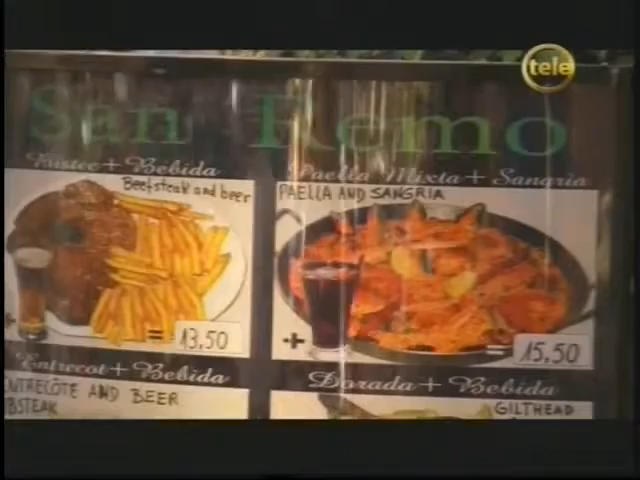 tele
San Remo
Bistec + Bebida
Beefsteak and beer
= 13,50
Paella Mixta + Sangria
PAELLA AND SANGRIA
+
= 15,50
Entrecot + Bebida
ENTRECÔTE AND BEER
Dorada + Bebida
GILTHEAD